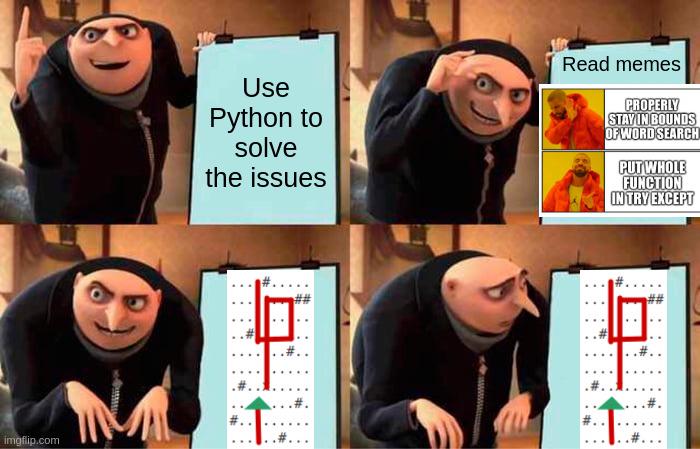 Use
Python to
solve
the issues
Read memes
PROPERLY
STAY IN BOUNDS
OF WORD SEARCH
PUT WHOLE
FUNCTION
IN TRY EXCEPT
imgflip.com